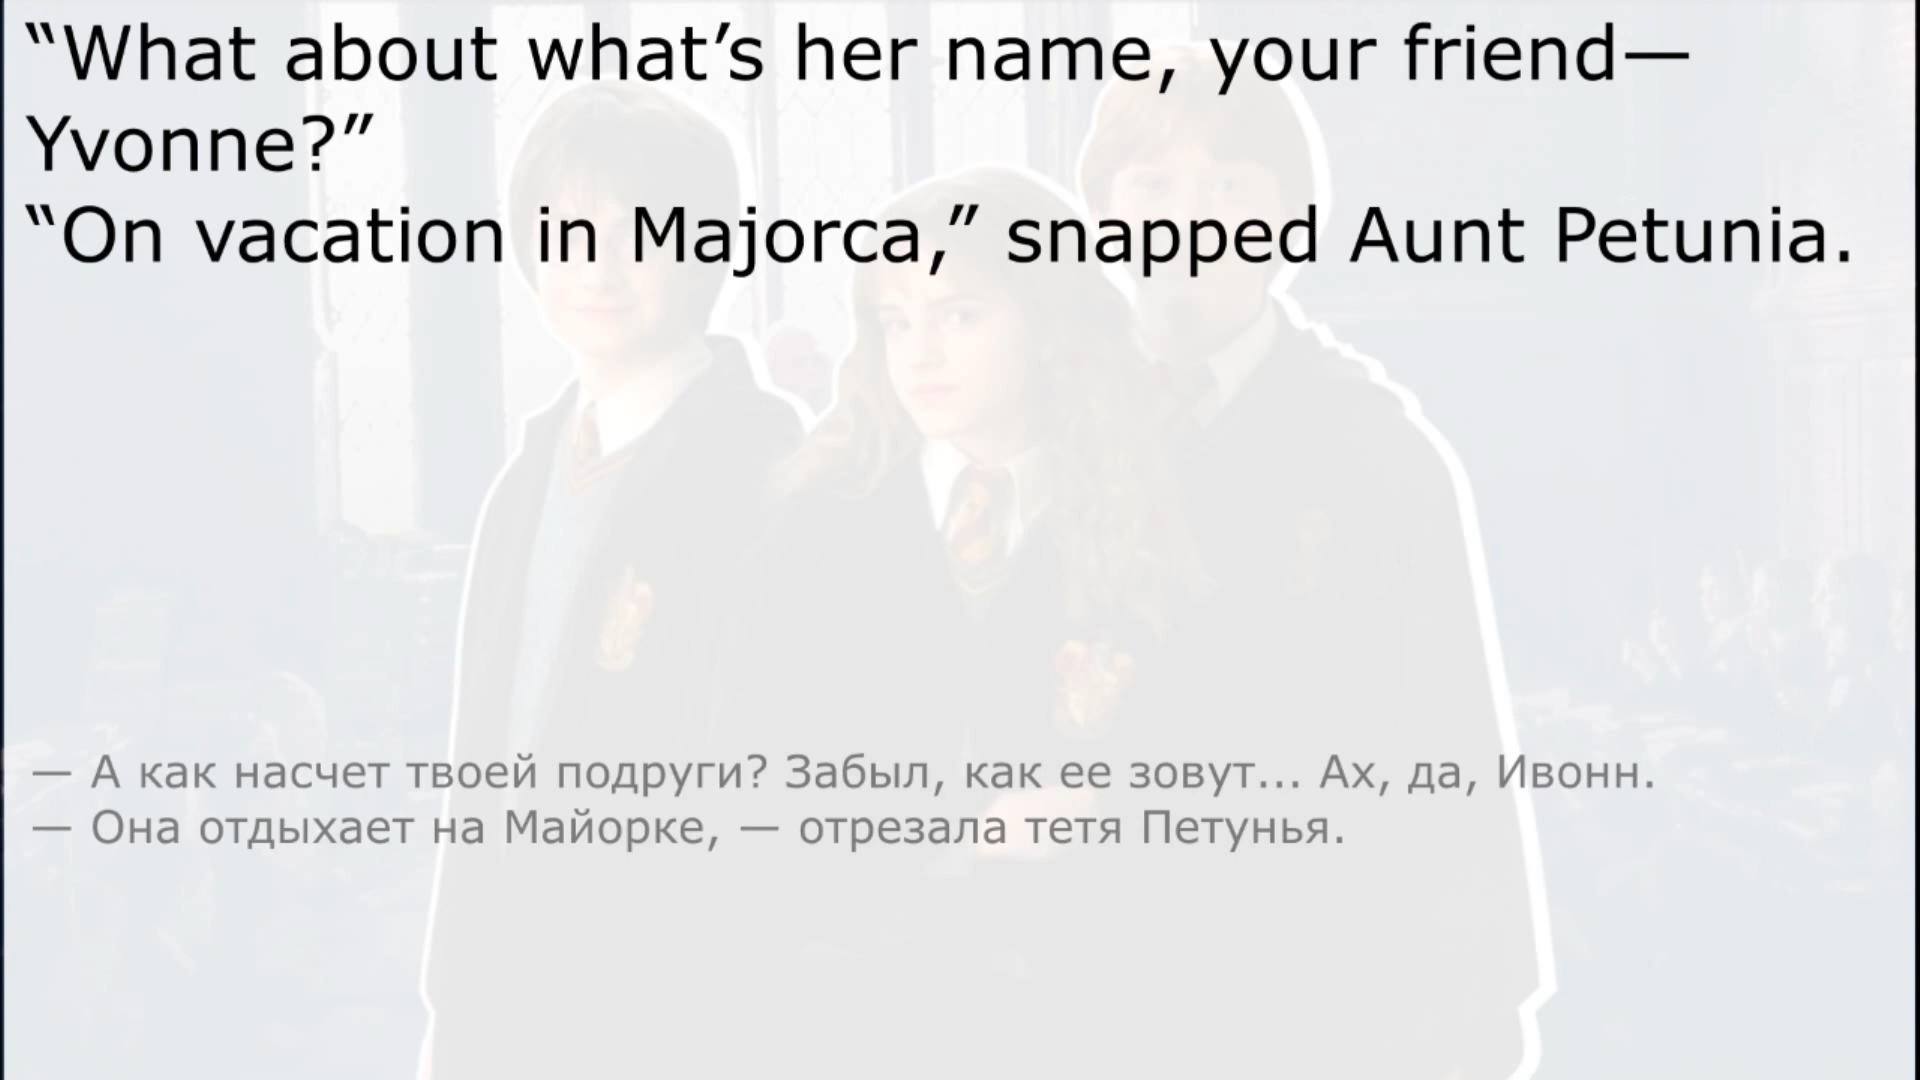 “What about what’s her name, your friend—
Yvonne?”
“On vacation in Majorca,” snapped Aunt Petunia.
— А как насчет твоей подруги? Забыл, как ее зовут... Ах, да, Ивонн.
— Она отдыхает на Майорке, — отрезала тетя Петунья.